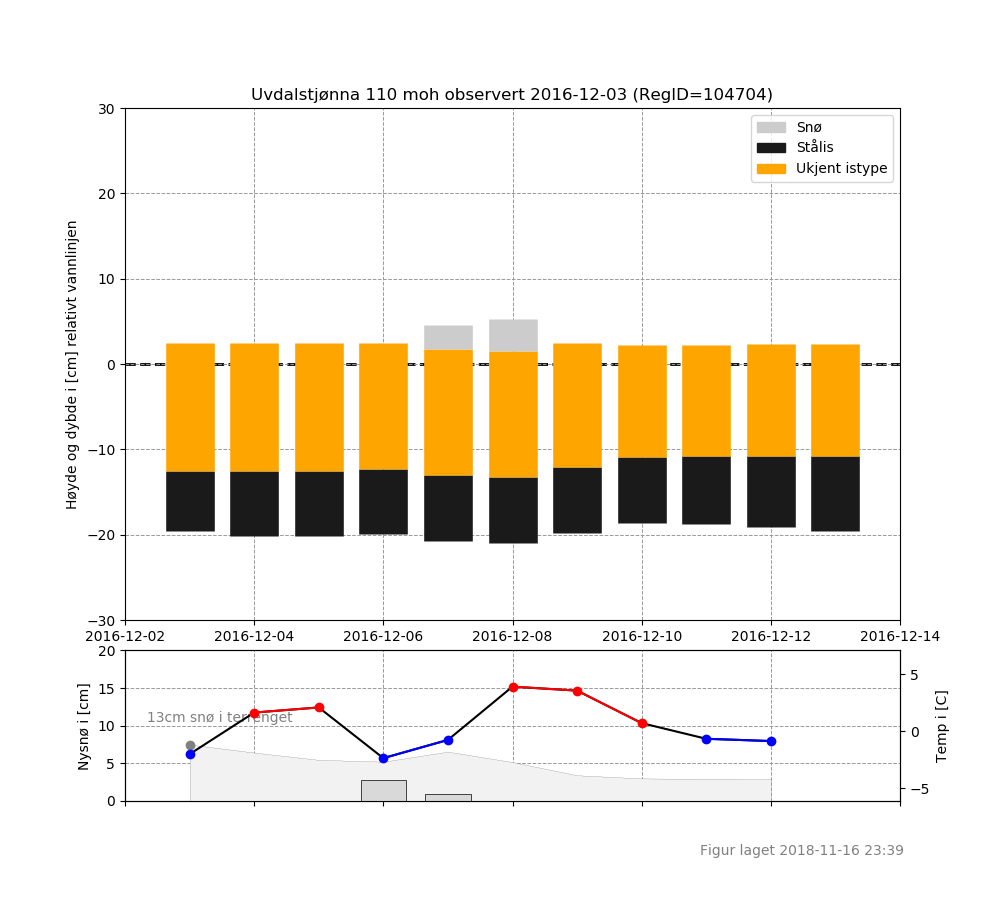 Uvdalstjønna 110 moh observert 2016-12-03 (RegID=104704)
Høyde og dybde i [cm] relativt vannlinjen
30
20
10
0
−10
−20
−30
Snø
Stålis
Ukjent istype
2016-12-02
2016-12-04
2016-12-06
2016-12-08
2016-12-10
2016-12-12
2016-12-14
Nysnø i [cm]
20
15
10
5
0
13cm snø i terrenget
5
0
−5
Temp i [C]
Figur laget 2018-11-16 23:39